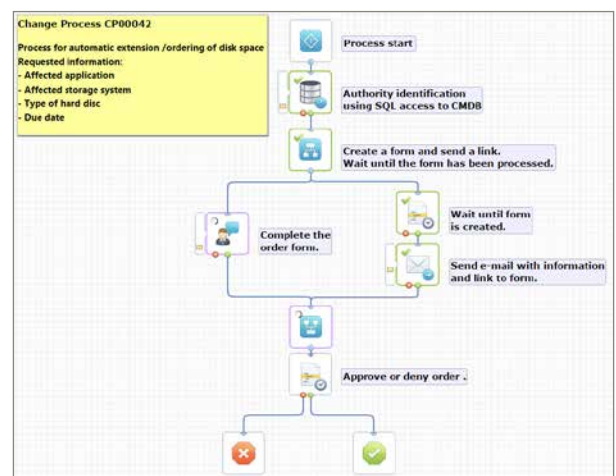 Change Process CP00042
Process for automatic extension /ordering of disk space
Requested information:
- Affected application
- Affected storage system
- Type of hard disc
- Due date
Process start
Authority identification
using SQL access to CMDB
Create a form and send a link.
Wait until the form has been processed.
Complete the
order form.
Wait until form
is created.
Send e-mail with information
and link to form.
Approve or deny order .